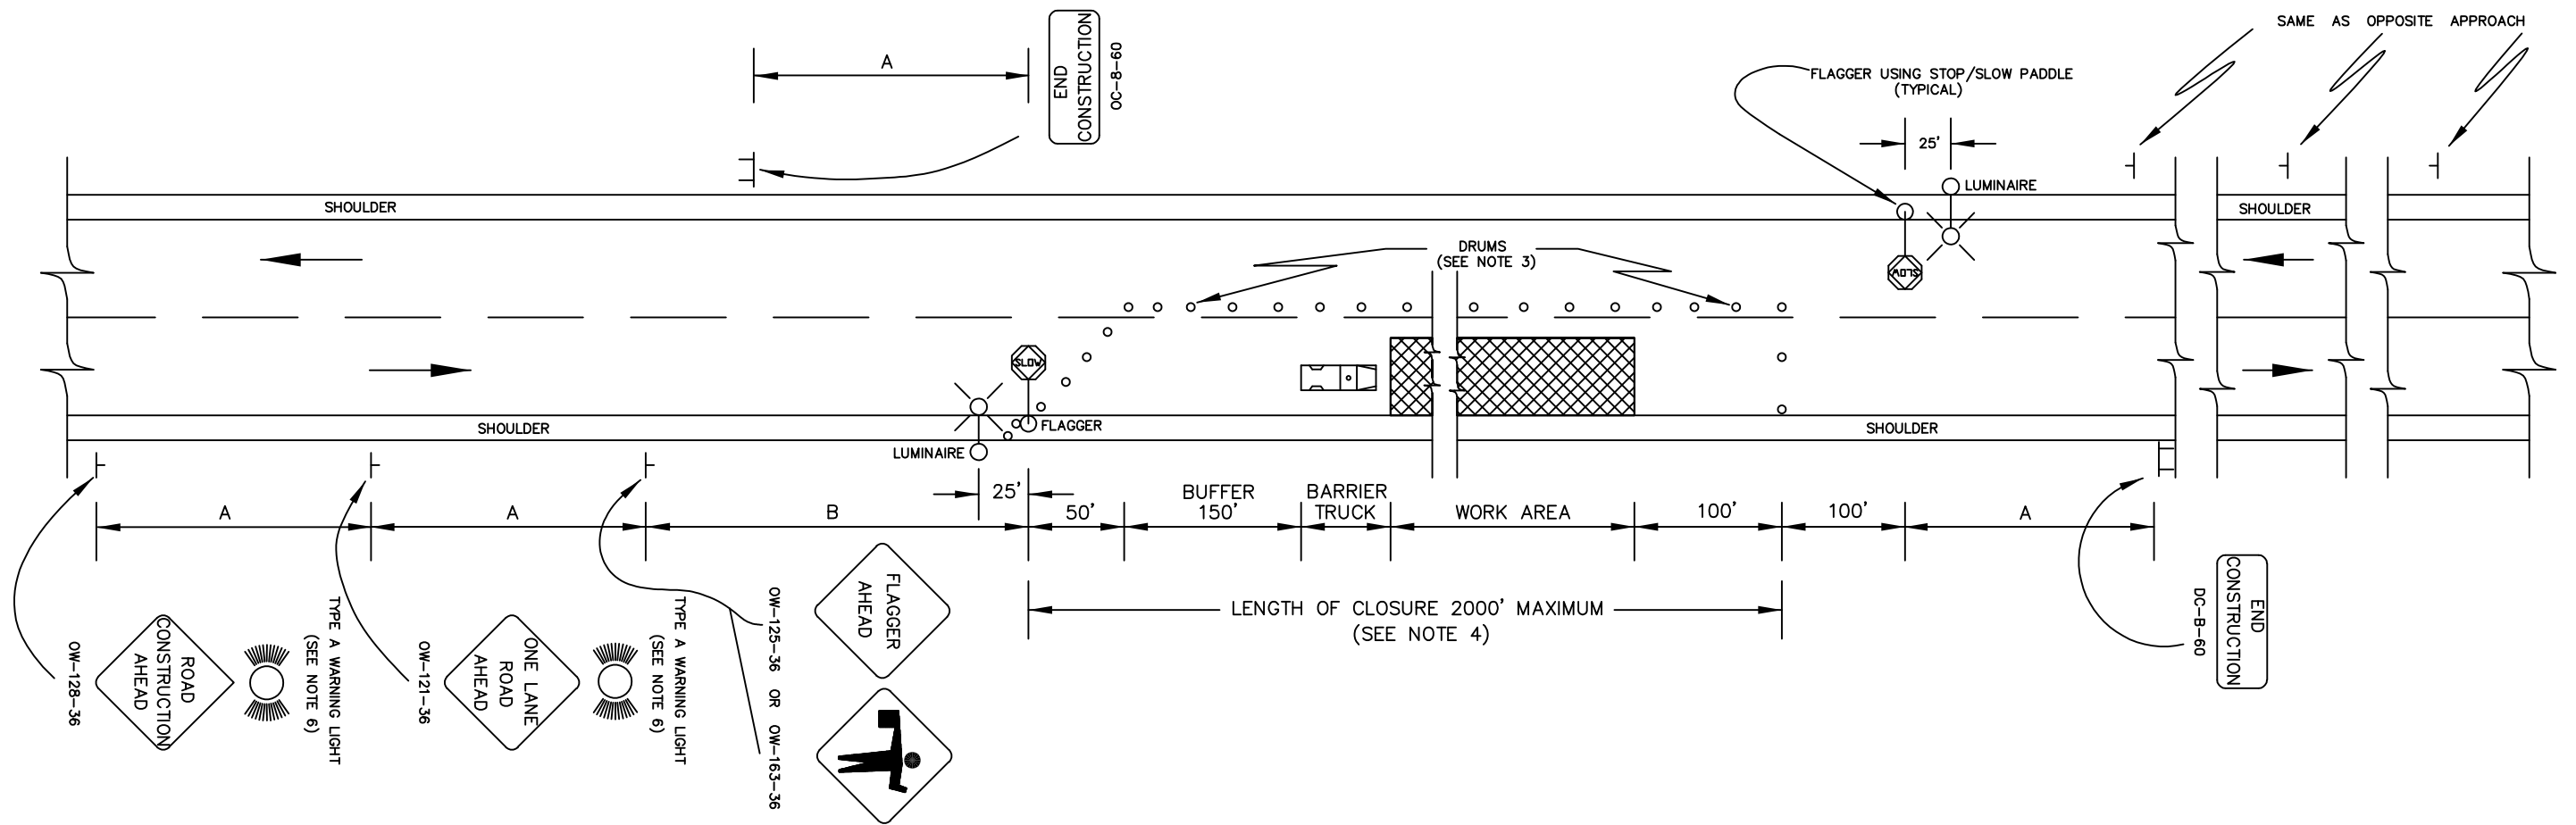 SAME AS OPPOSITE APPROACH
END
CONSTRUCTION
OC-8-60
A
FLAGGER USING STOP/SLOW PADDLE
(TYPICAL)
25'
LUMINAIRE
SHOULDER
SHOULDER
DRUMS
(SEE NOTE 3)
SLOW
SLOW
FLAGGER
SHOULDER
SHOULDER
LUMINAIRE
25'
A
A
B
50'
BUFFER
150'
BARRIER
TRUCK
WORK AREA
100'
100'
A
LENGTH OF CLOSURE 2000' MAXIMUM
(SEE NOTE 4)
OW-128-36
ROAD
CONSTRUCTION
AHEAD
TYPE A WARNING LIGHT
(SEE NOTE 6)
OW-121-36
ONE LANE
ROAD
AHEAD
TYPE A WARNING LIGHT
(SEE NOTE 6)
OW-125-36 OR OW-163-36
FLAGGER
AHEAD
END
CONSTRUCTION
DC-B-60